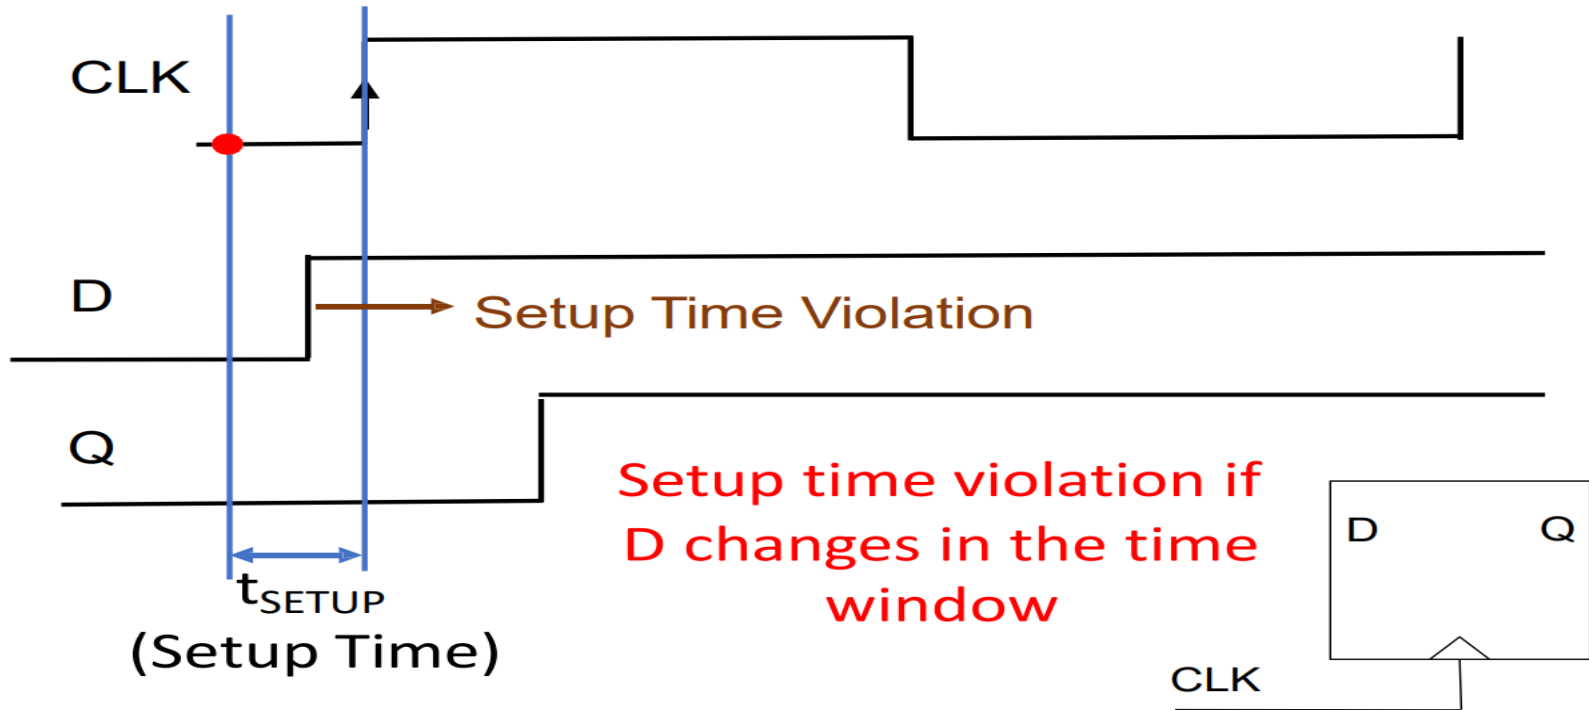 CLK
D
Setup Time Violation
Q
Setup time violation if
D changes in the time
window
tSETUP
(Setup Time)
D Q
CLK